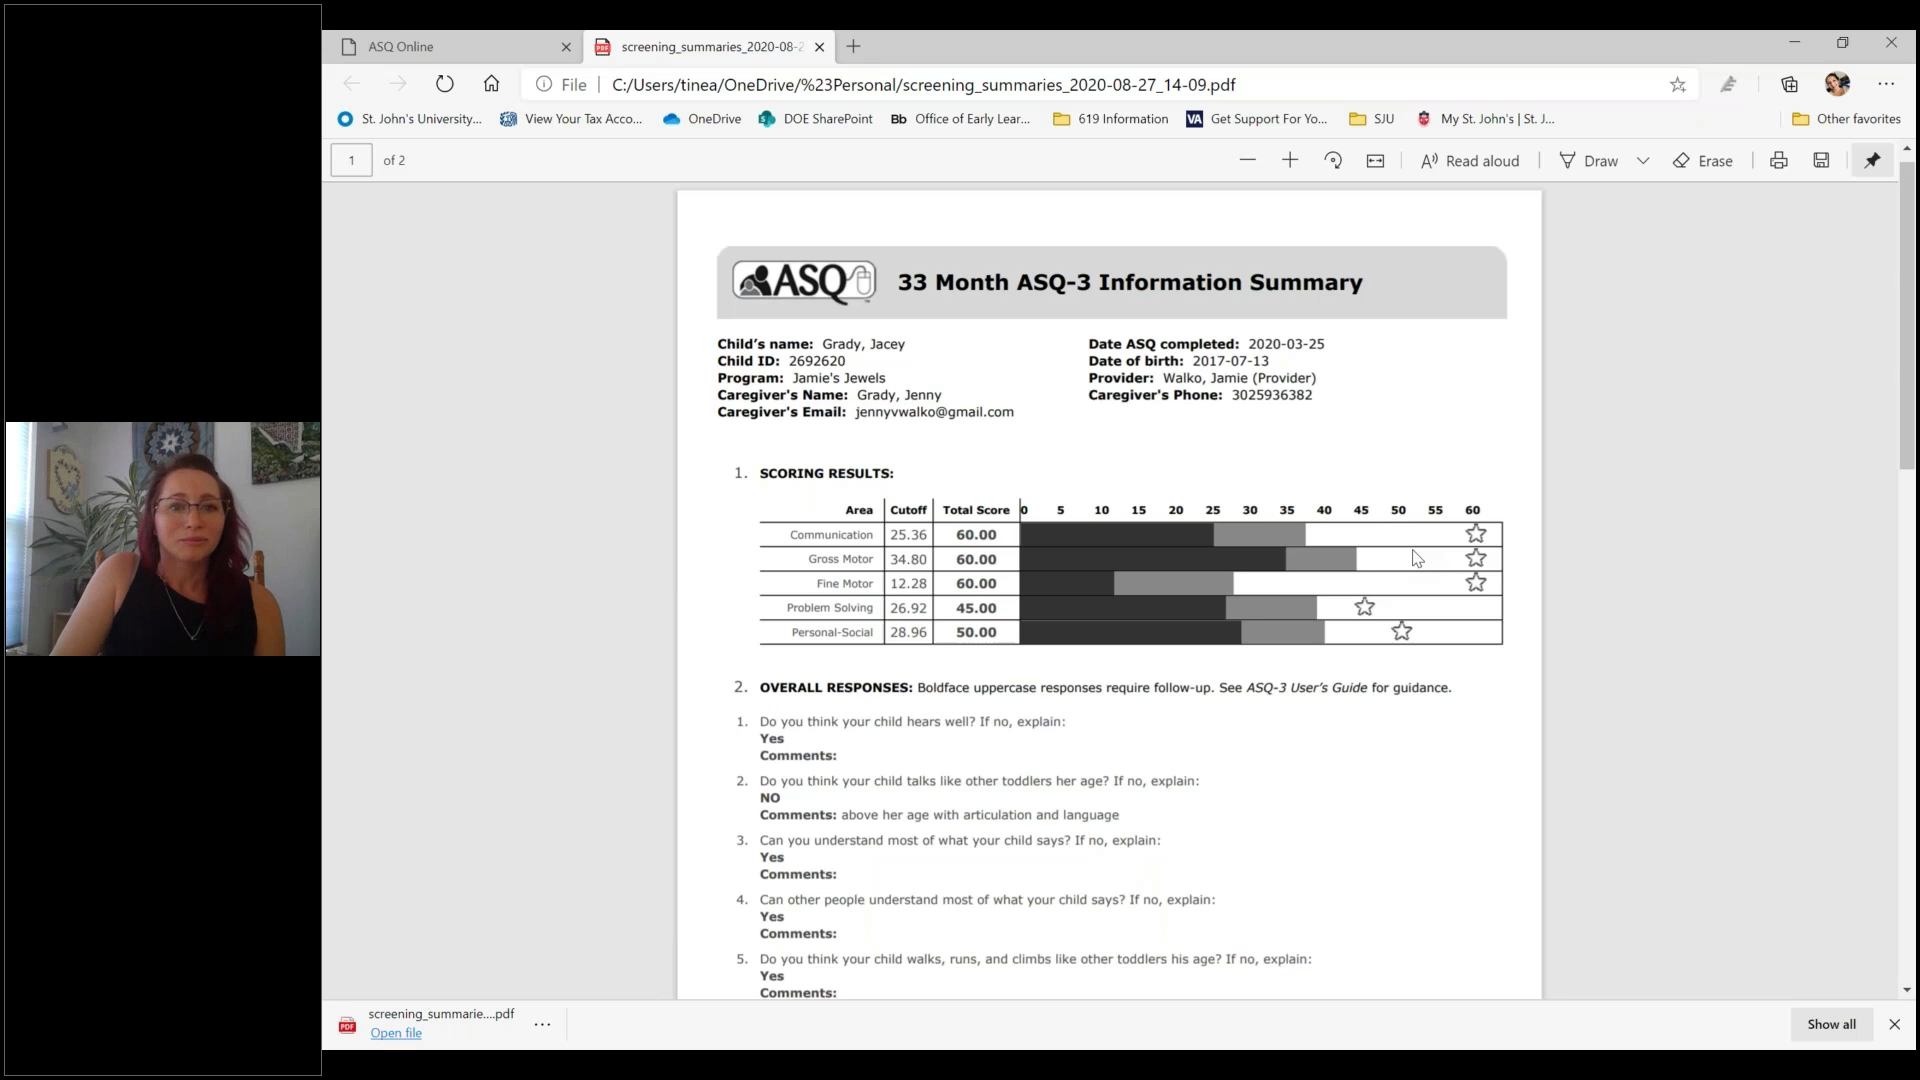 ASQ Online
screening_summaries_2020-08-2
File
C:/Users/tinea/OneDrive/%23Personal/screening_summaries_2020-08-27_14-09.pdf
St. John's University...
View Your Tax Acco...
OneDrive
DOE SharePoint
Bb Office of Early Lear...
619 Information
VA Get Support For Yo...
SJU
My St. John's | St. J...
Other favorites
1 of 2
Read aloud
Draw
Erase
ASQ
33 Month ASQ-3 Information Summary
Child's name: Grady, Jacey
Date ASQ completed: 2020-03-25
Child ID: 2692620
Date of birth: 2017-07-13
Program: Jamie's Jewels
Provider: Walko, Jamie (Provider)
Caregiver's Name: Grady, Jenny
Caregiver's Phone: 3025936382
Caregiver's Email: jennyvwalko@gmail.com
1. SCORING RESULTS:
Area Cutoff Total Score 0 5 10 15 20 25 30 35 40 45 50 55 60
Communication 25.36 60.00
Gross Motor 34.80 60.00
Fine Motor 12.28 60.00
Problem Solving 26.92 45.00
Personal-Social 28.96 50.00
2. OVERALL RESPONSES: Boldface uppercase responses require follow-up. See ASQ-3 User's Guide for guidance.
1. Do you think your child hears well? If no, explain:
Yes
Comments:
2. Do you think your child talks like other toddlers her age? If no, explain:
NO
Comments: above her age with articulation and language
3. Can you understand most of what your child says? If no, explain:
Yes
Comments:
4. Can other people understand most of what your child says? If no, explain:
Yes
Comments:
5. Do you think your child walks, runs, and climbs like other toddlers his age? If no, explain:
Yes
Comments:
PDF
screening_summarie....pdf
Open file
Show all